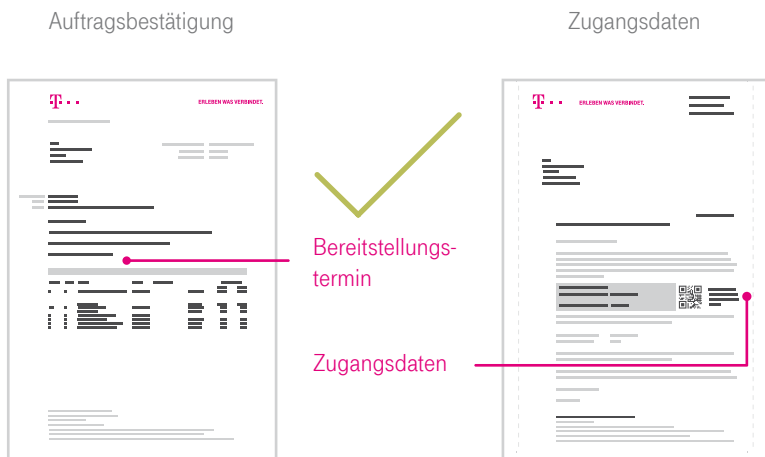 Auftragsbestätigung
Zugangsdaten
T
ERLEBEN WAS VERBINDET.
T
ERLEBEN WAS VERBINDET.
Bereitstellungs-
termin
Zugangsdaten